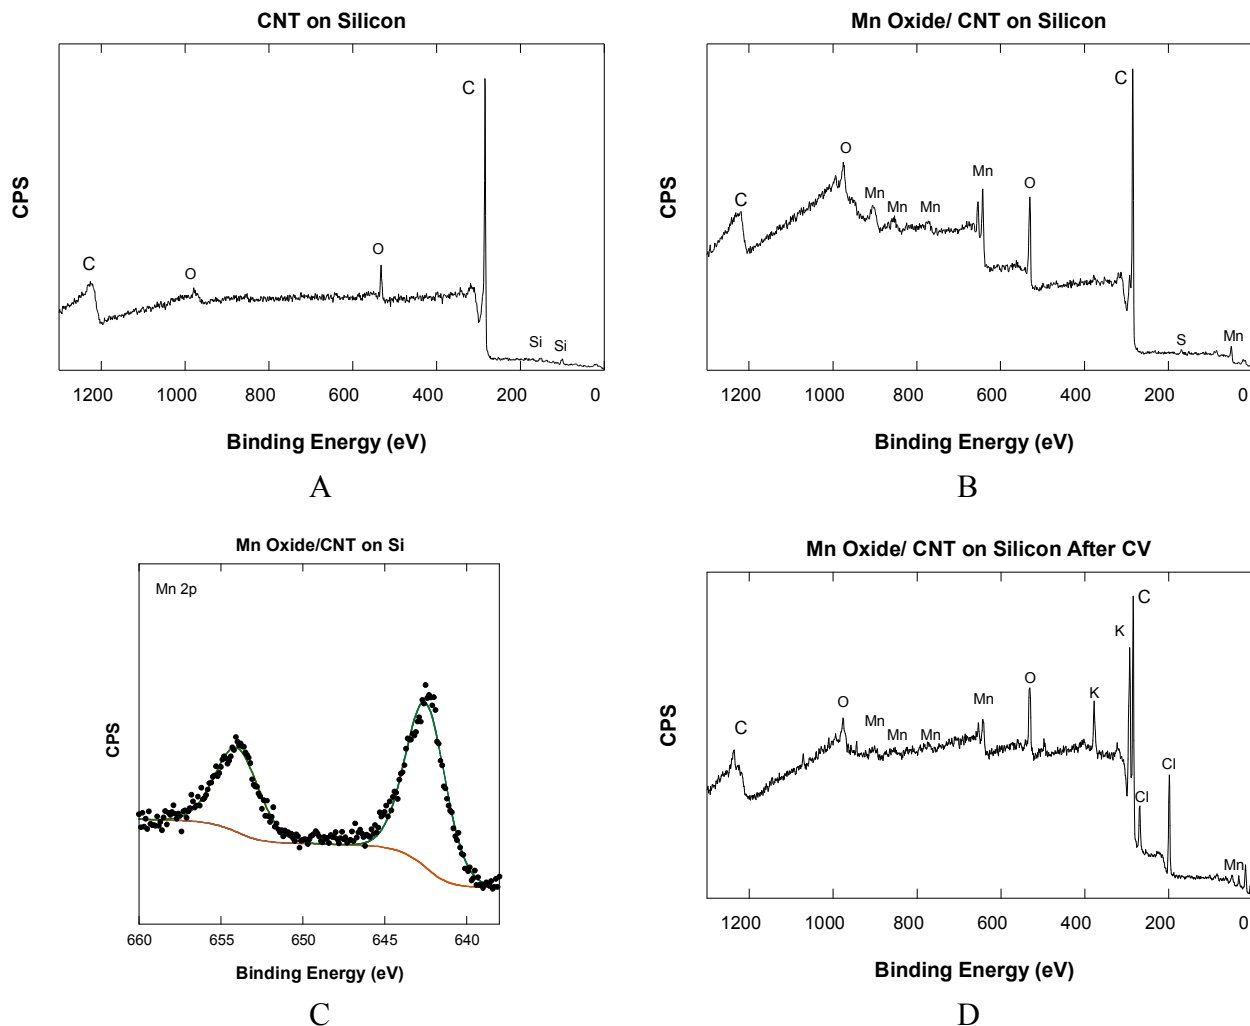 CNT on Silicon
C
CPS
C
O
O
Si
Si
1200 1000 800 600 400 200 0
Binding Energy (eV)
A
Mn Oxide/ CNT on Silicon
C
O
CPS
Mn
O
C
Mn
Mn
Mn
S
Mn
1200 1000 800 600 400 200 0
Binding Energy (eV)
B
Mn Oxide/CNT on Si
Mn 2p
CPS
660 655 650 645 640
Binding Energy (eV)
C
Mn Oxide/ CNT on Silicon After CV
C
K
CPS
C
O
Mn
Mn
Mn
Mn
O
K
Cl
Cl
Mn
1200 1000 800 600 400 200 0
Binding Energy (eV)
D